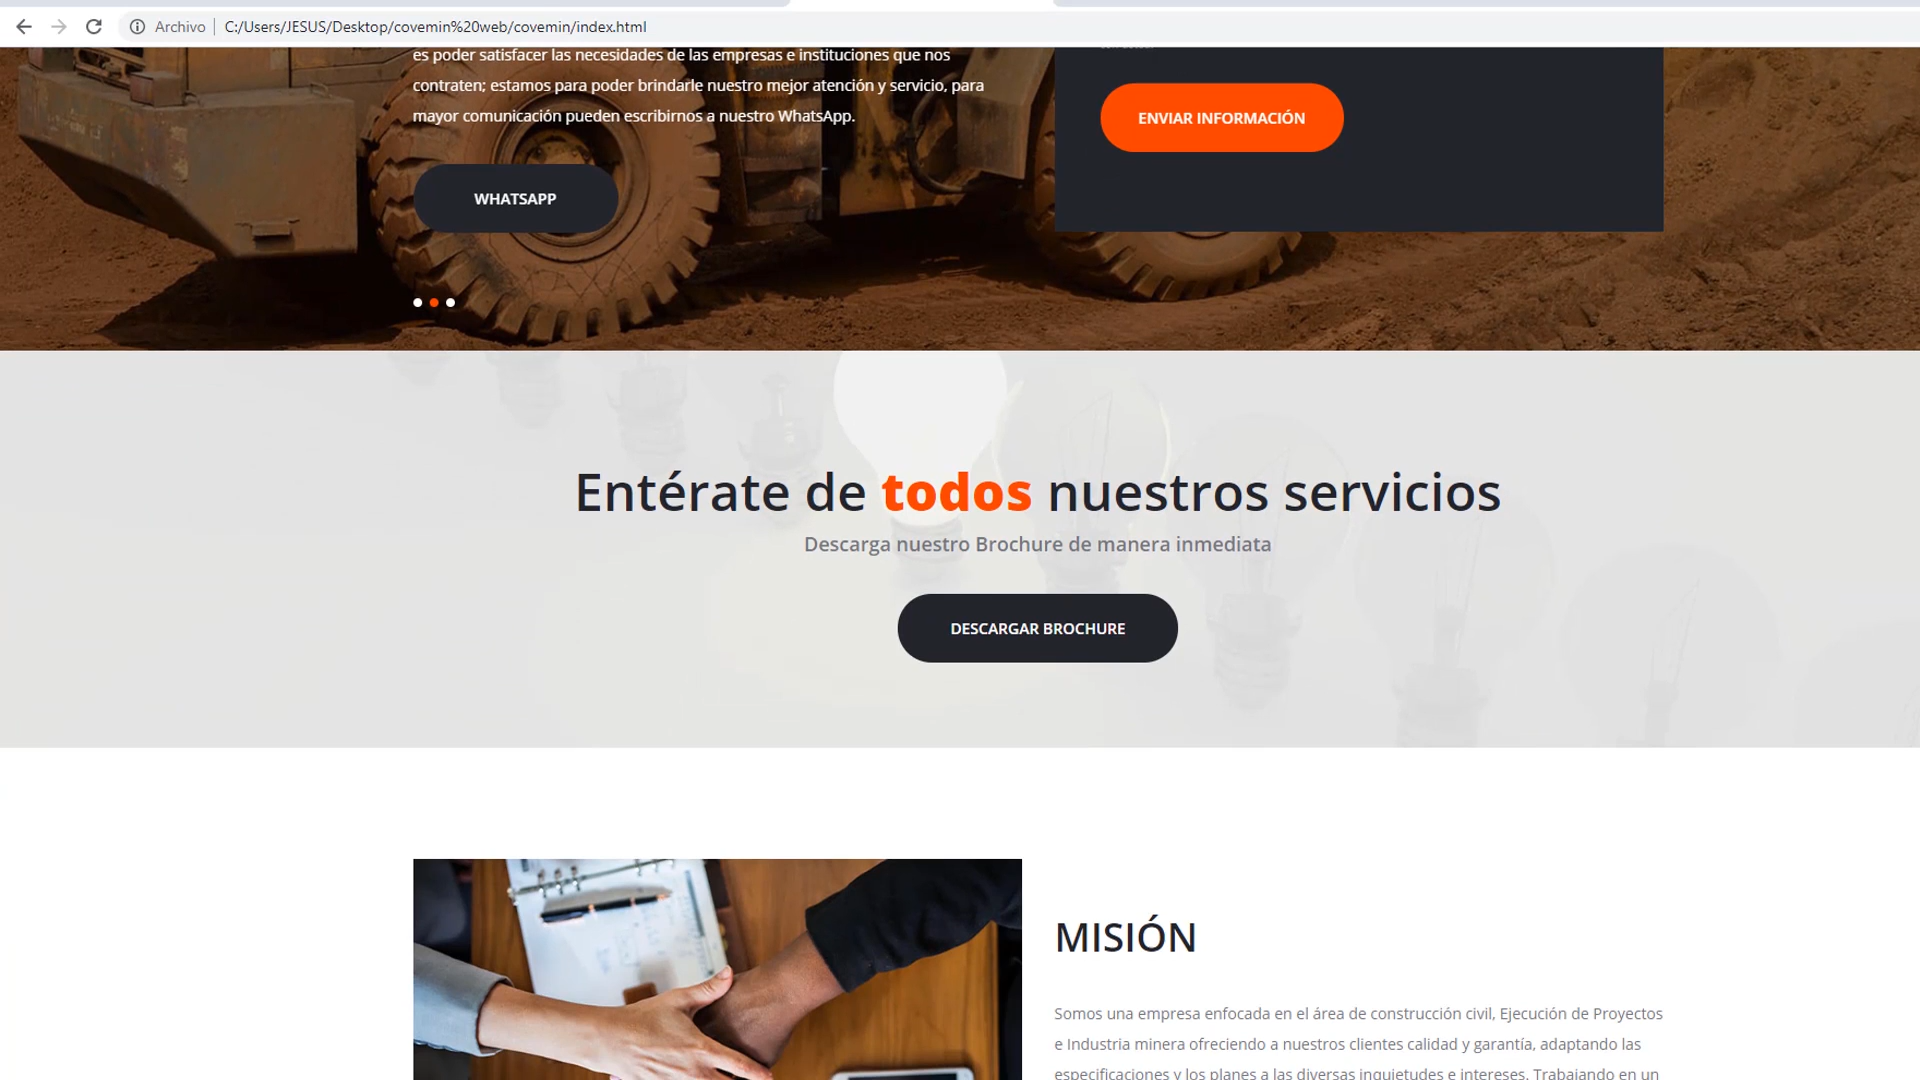 Archivo C:/Users/JESUS/Desktop/covemin%20web/covemin/index.html
es poder satisfacer las necesidades de las empresas e instituciones que nos
contraten; estamos para poder brindarle nuestro mejor atención y servicio, para
mayor comunicación pueden escribirnos a nuestro WhatsApp.
WHATSAPP
ENVIAR INFORMACIÓN
Entérate de todos nuestros servicios
Descarga nuestro Brochure de manera inmediata
DESCARGAR BROCHURE
MISIÓN
Somos una empresa enfocada en el área de construcción civil, Ejecución de Proyectos
e Industria minera ofreciendo a nuestros clientes calidad y garantía, adaptando las
especificaciones y los planes a las diversas inquietudes e intereses. Trabajando en un